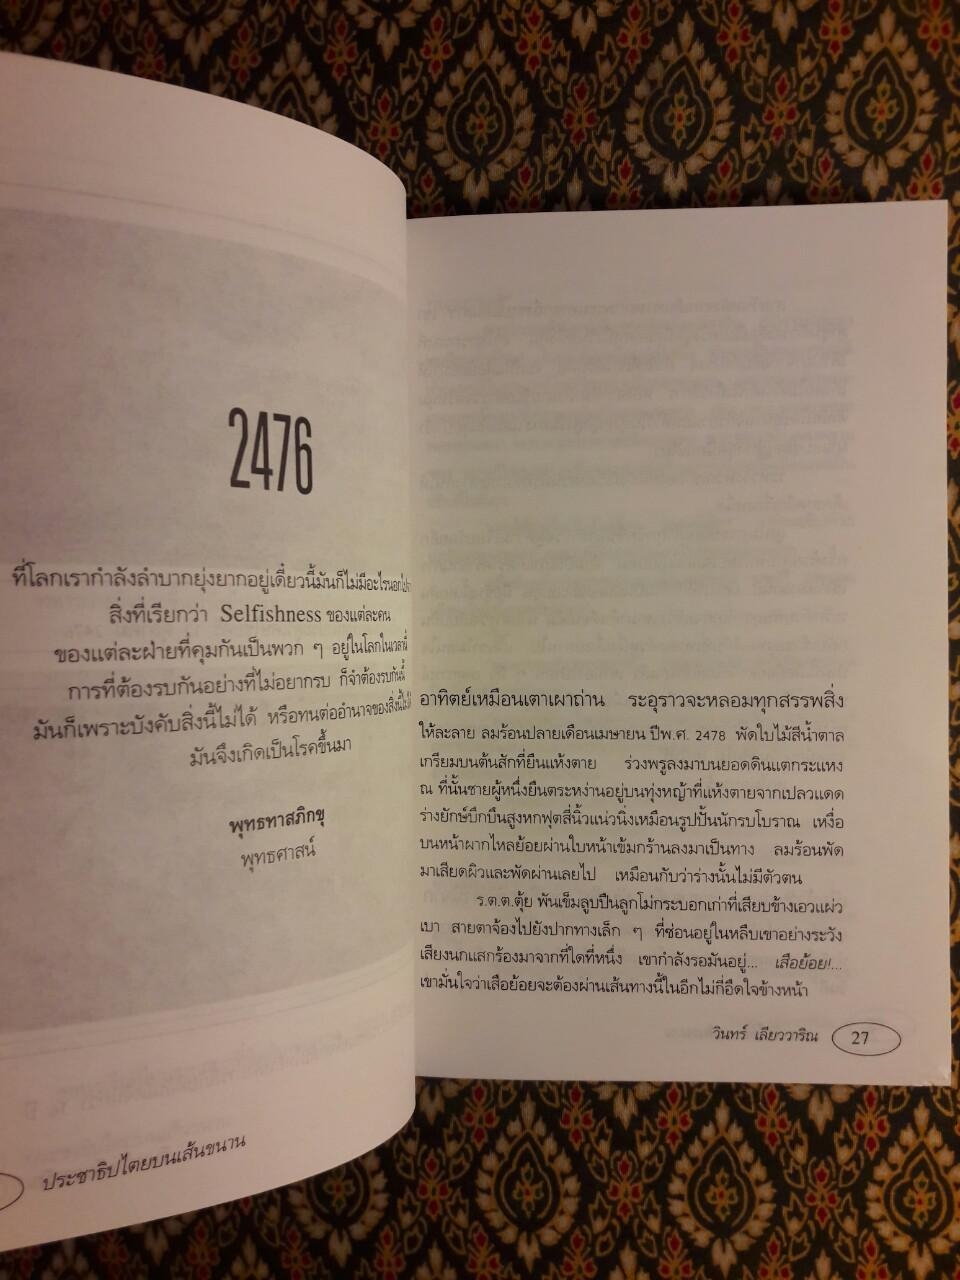 2476
ที่โลกเรากำลังลำบากยุ่งยากอยู่เดี๋ยวนี้มันก็ไม่มีอะไรนอกไปจาก
สิ่งที่เรียกว่า Selfishness ของแต่ละคน
ของแต่ละฝ่ายที่คุมกันเป็นพวก ๆ อยู่ในโลกในเวลานี้
การที่ต้องรบกันอย่างที่ไม่อยากรบ ก็จำต้องรบกันนี้
มันก็เพราะบังคับสิ่งนี้ไม่ได้ หรือทนต่ออำนาจของสิ่งนี้ไม่ได้
มันจึงเกิดเป็นโรคขึ้นมา
พุทธทาสภิกขุ
พุทธศาสน์
ประชาธิปไตยบนเส้นขนาน
อาทิตย์เหมือนเตาเผาถ่าน ระอุราวจะหลอมทุกสรรพสิ่ง
ให้ละลาย ลมร้อนปลายเดือนเมษายน ปีพ.ศ. 2478 พัดใบไม้สีน้ำตาล
เกรียมบนต้นสักที่ยืนแห้งตาย ร่วงพรูลงมาบนยอดดินแตกระแหง
ณ ที่นั้นชายผู้หนึ่งยืนตระหง่านอยู่บนทุ่งหญ้าที่แห้งตายจากเปลวแดด
ร่างยักษ์บึกบึนสูงหกฟุตสี่นิ้วแน่วนิ่งเหมือนรูปปั้นนักรบโบราณ เหงื่อ
บนหน้าผากไหลย้อยผ่านใบหน้าเข้มกร้านลงมาเป็นทาง ลมร้อนพัด
มาเสียดผิวและพัดผ่านเลยไป เหมือนกับว่าร่างนั้นไม่มีตัวตน
ร.ต.ต.ตุ้ย พันเข็มลูบปืนลูกโม่กระบอกเก่าที่เสียบข้างเอวแผ่ว
เบา สายตาจ้องไปยังปากทางเล็ก ๆ ที่ซ่อนอยู่ในหลืบเขาอย่างระวัง
เสียงนกแสกร้องมาจากที่ใดที่หนึ่ง เขากำลังรอมันอยู่... เสือย้อย!...
เขามั่นใจว่าเสือย้อยจะต้องผ่านเส้นทางนี้ในอีกไม่กี่อึดใจข้างหน้า
วินทร์ เลียววาริณ 27